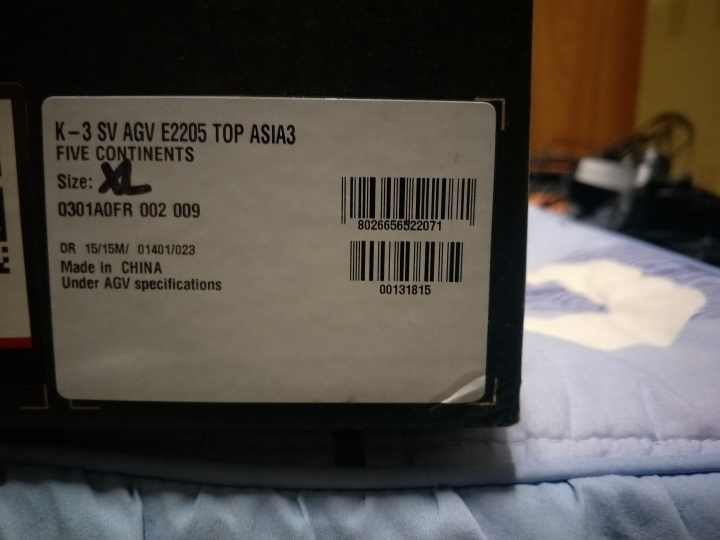 K-3 SV AGV E2205 TOP ASIA3
FIVE CONTINENTS
Size: XL
0301A0FR 002 009
8026656522071
OR 15/15M/ 01401/023
Made in CHINA
Under AGV specifications
00131815